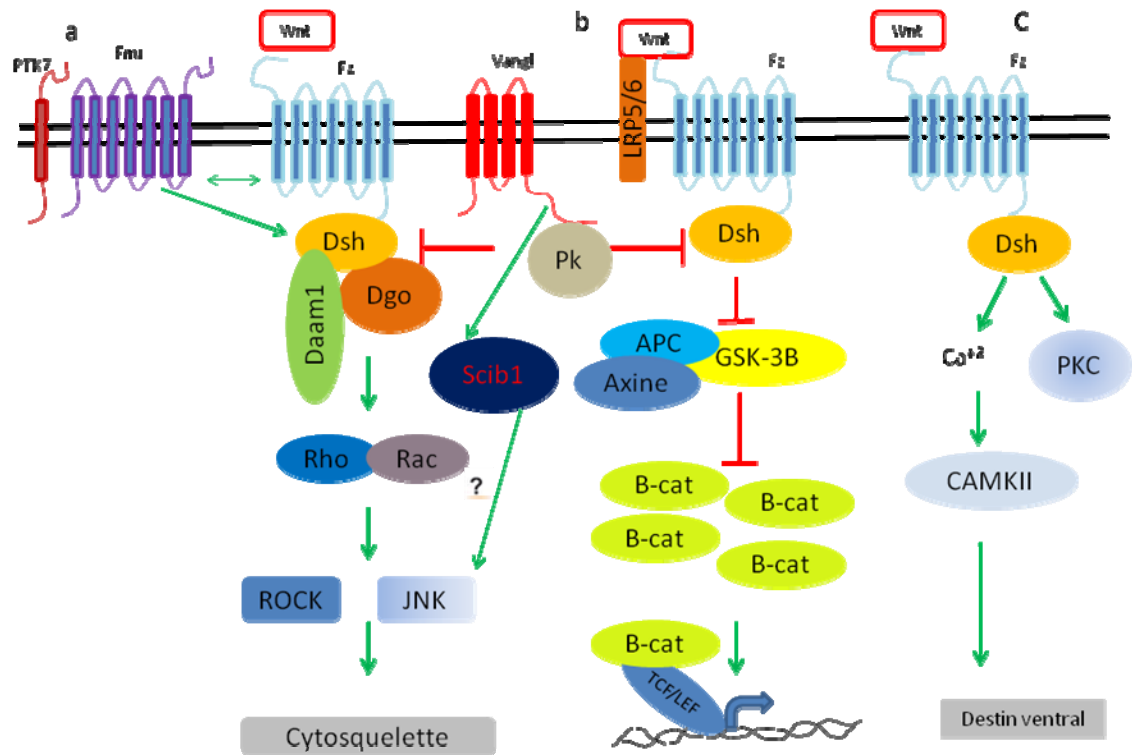 a
b
C
Wnt
Wnt
Wnt
PTK7
Fmi
Fz
Vangl
LRP5/6
Fz
Fz
Dsh
Daam1
Dgo
Pk
Dsh
Dsh
Scib1
APC
Axine
GSK-3B
Ca+2
PKC
Rho
Rac
?
B-cat
B-cat
B-cat
B-cat
CAMKII
ROCK
JNK
B-cat
TCF/LEF
Cytosquelette
Destin ventral